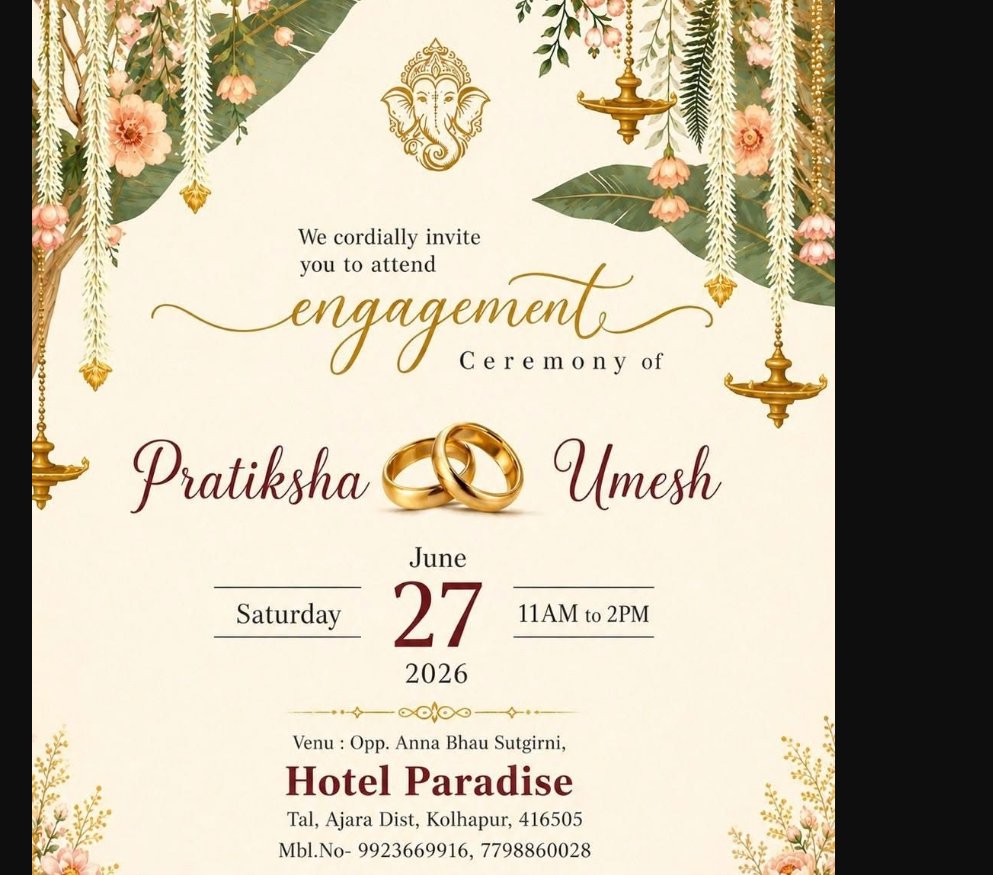 We cordially invite
you to attend
engagement
Ceremony of
Pratiksha Umesh
June
Saturday 27 11AM to 2PM
2026
Venu : Opp. Anna Bhau Sutgirni,
Hotel Paradise
Tal, Ajara Dist, Kolhapur, 416505
Mbl.No- 9923669916, 7798860028